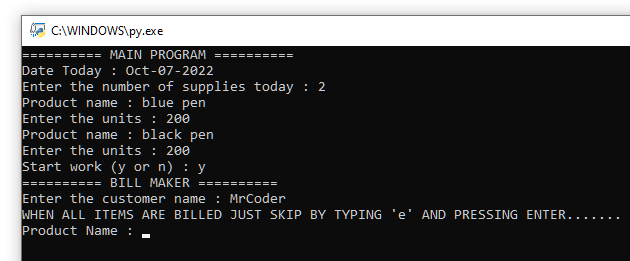 C:\WINDOWS\py.exe
========== MAIN PROGRAM ==========
Date Today : Oct-07-2022
Enter the number of supplies today : 2
Product name : blue pen
Enter the units : 200
Product name : black pen
Enter the units : 200
Start work (y or n) : y
========== BILL MAKER ==========
Enter the customer name : MrCoder
WHEN ALL ITEMS ARE BILLED JUST SKIP BY TYPING 'e' AND PRESSING ENTER.......
Product Name :